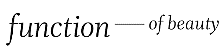 function — of beauty